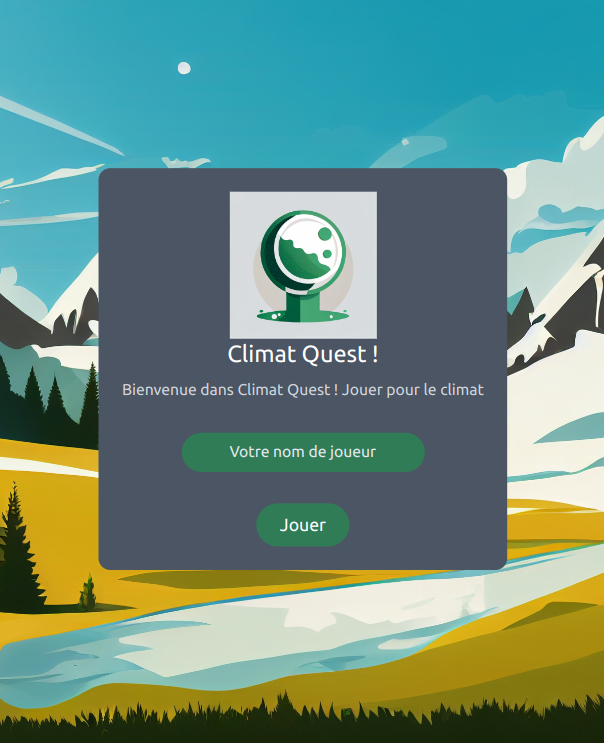 Climat Quest !
Bienvenue dans Climat Quest ! Jouer pour le climat
Votre nom de joueur
Jouer